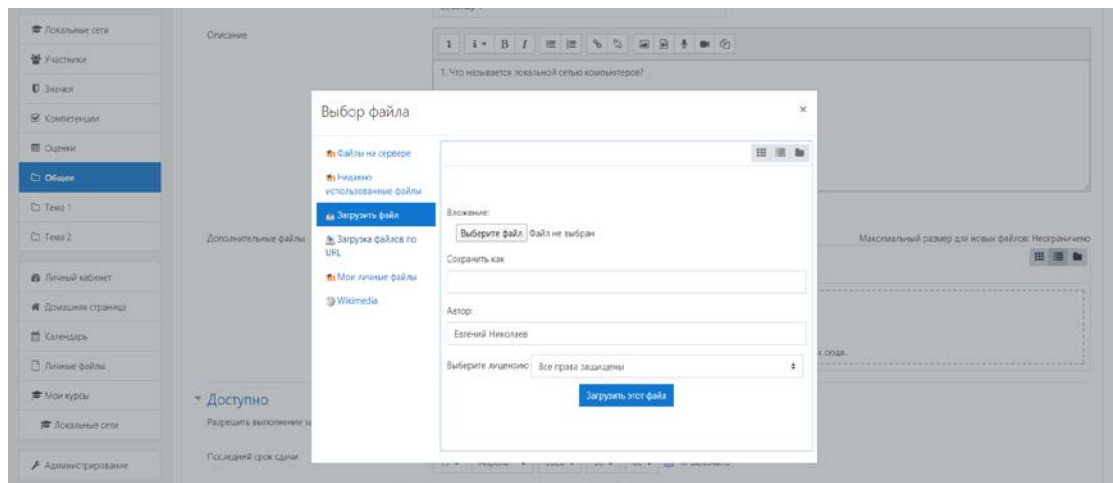 Локальные сети
Участники
Значки
Компетенции
Оценки
Общее
Тема 1
Тема 2
Личный кабинет
Домашняя страница
Календарь
Личные файлы
Мои курсы
Локальные сети
Администрирование
Описание
1. Что называется локальной сетью компьютеров?
Дополнительные файлы
Максимальный размер для новых файлов: Неограничено
сюда.
Доступно
Разрешить выполнение
Последний срок сдачи
Выбор файла
×
Файлы на сервере
Недавно
использованные файлы
Загрузить файл
Загрузка файлов по
URL
Мои личные файлы
Wikimedia
Вложение:
Выберите файл Файл не выбран
Сохранить как
Автор:
Евгений Николаев
Выберите лицензию Все права защищены
Загрузить этот файл